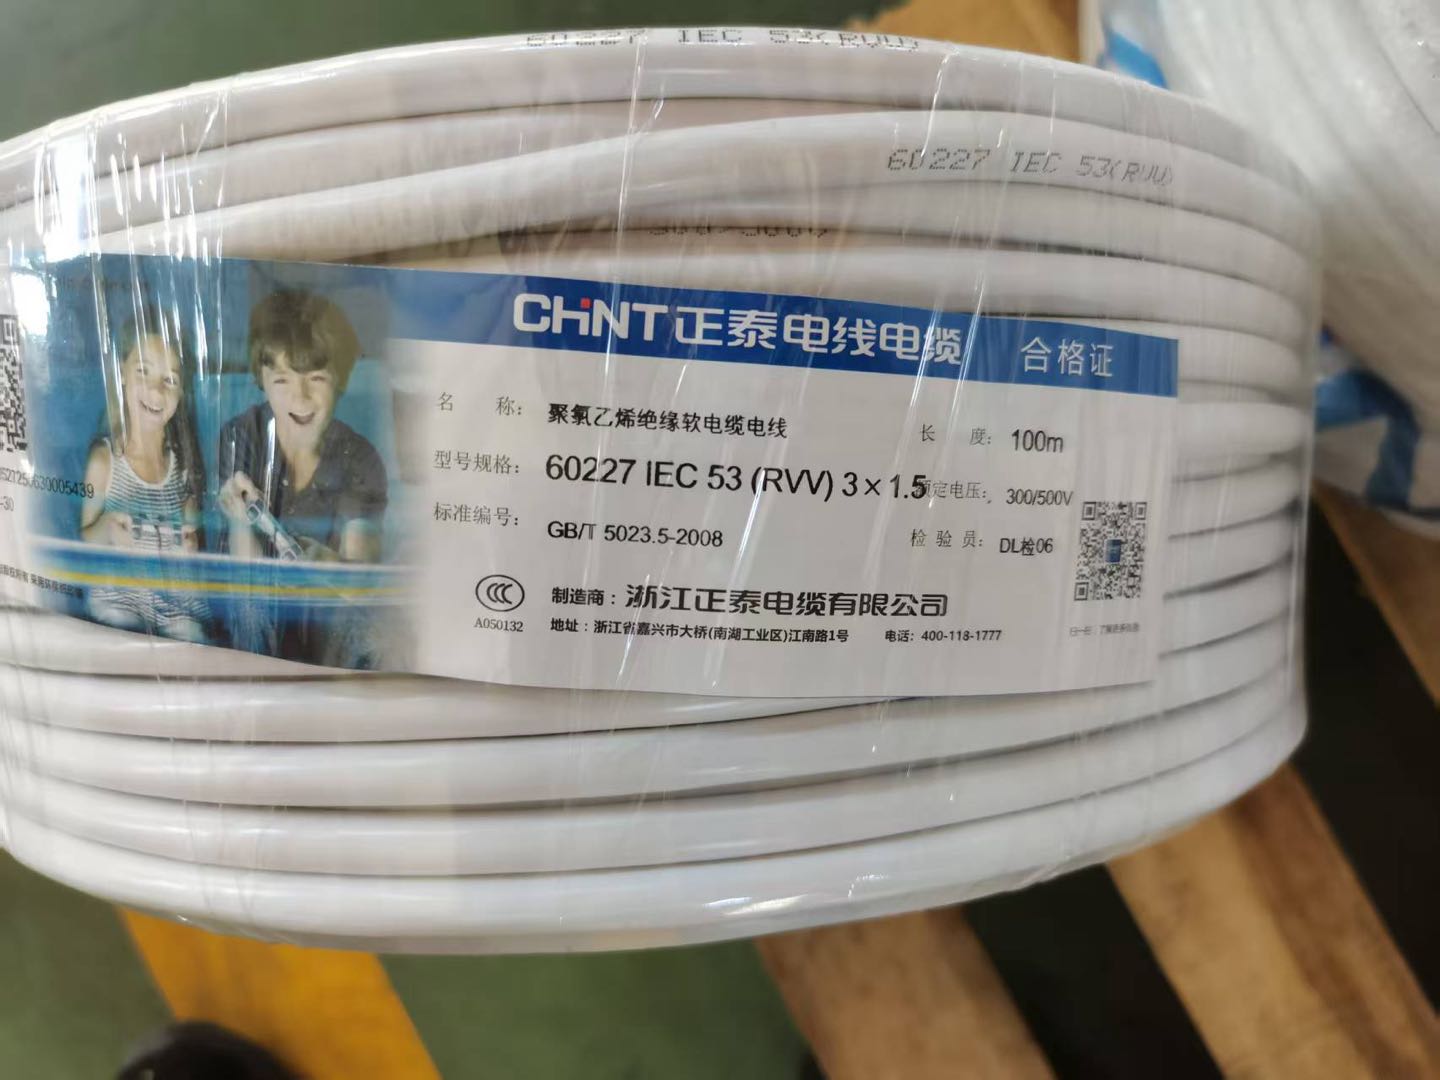 60227 IEC 53(RVV)
60227 IEC 53(RVV)
300/500V
CHNT正泰电线电缆 合格证
名 称： 聚氯乙烯绝缘软电缆电线 长 度： 100m
型号规格： 60227 IEC 53 (RVV) 3×1.5 额定电压： 300/500V
标准编号： GB/T 5023.5-2008 检 验 员： DL检06
制造商：浙江正泰电缆有限公司
A050132 地址：浙江省嘉兴市大桥(南湖工业区)江南路1号 电话：400-118-1777
52T250630005439
-30